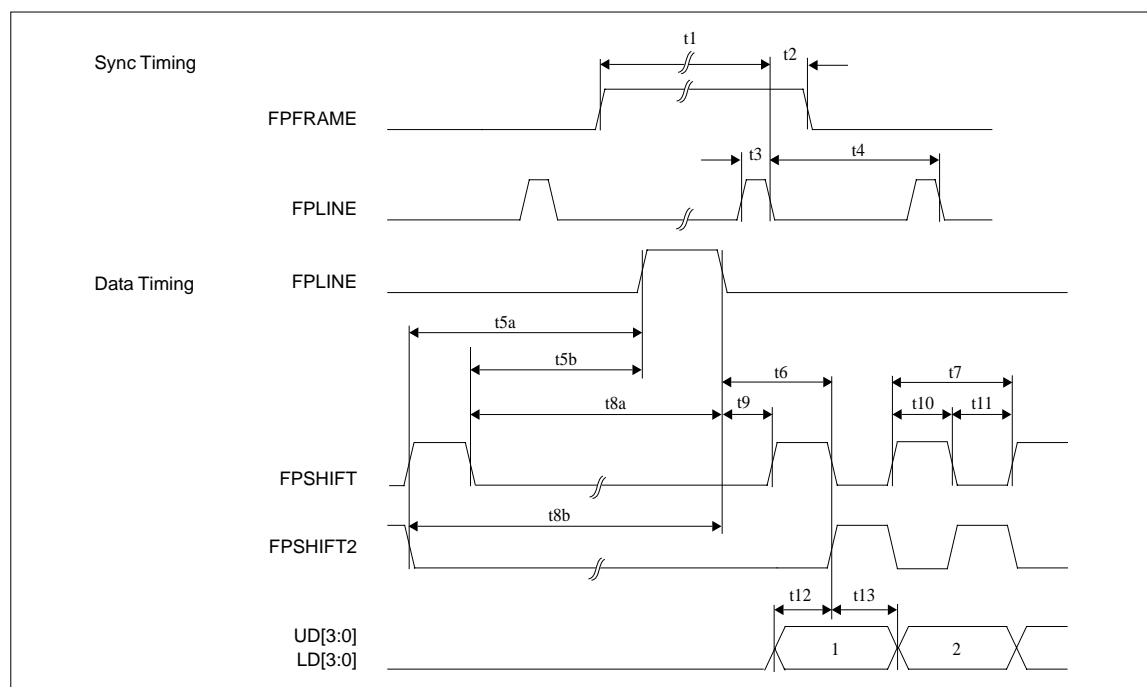 Sync Timing
t1
t2
FPFRAME
t3
t4
FPLINE
Data Timing
FPLINE
t5a
t5b
t6
t7
t8a
t9
t10
t11
FPSHIFT
t8b
FPSHIFT2
t12
t13
UD[3:0]
LD[3:0]
1
2